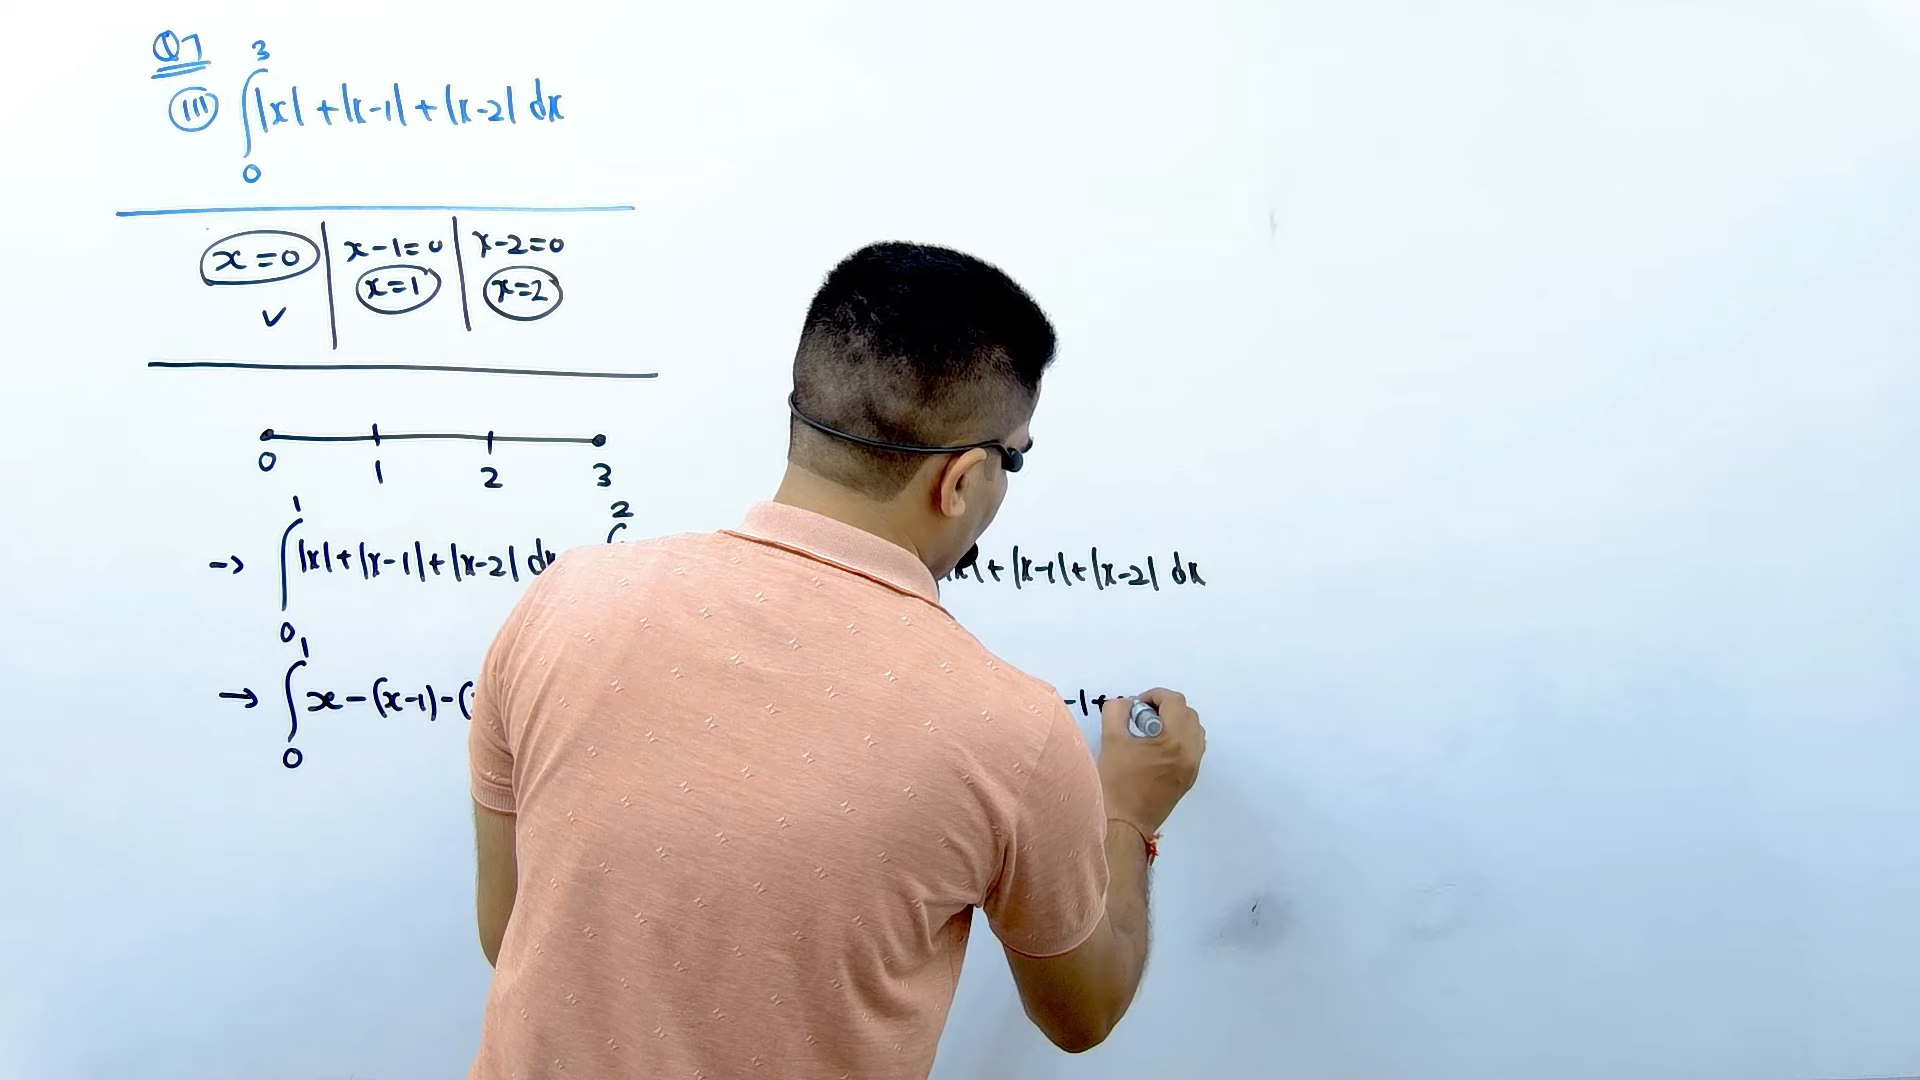 Q7
(III) ∫₀³ |x| + |x-1| + |x-2| dx
x=0 | x-1=0 | x-2=0
✓ x=1 x=2
0 1 2 3
→ ∫₀¹ |x|+|x-1|+|x-2| dx 2 ∫ |x|+|x-1|+|x-2| dx
→ ∫₀¹ x-(x-1)-( -1+